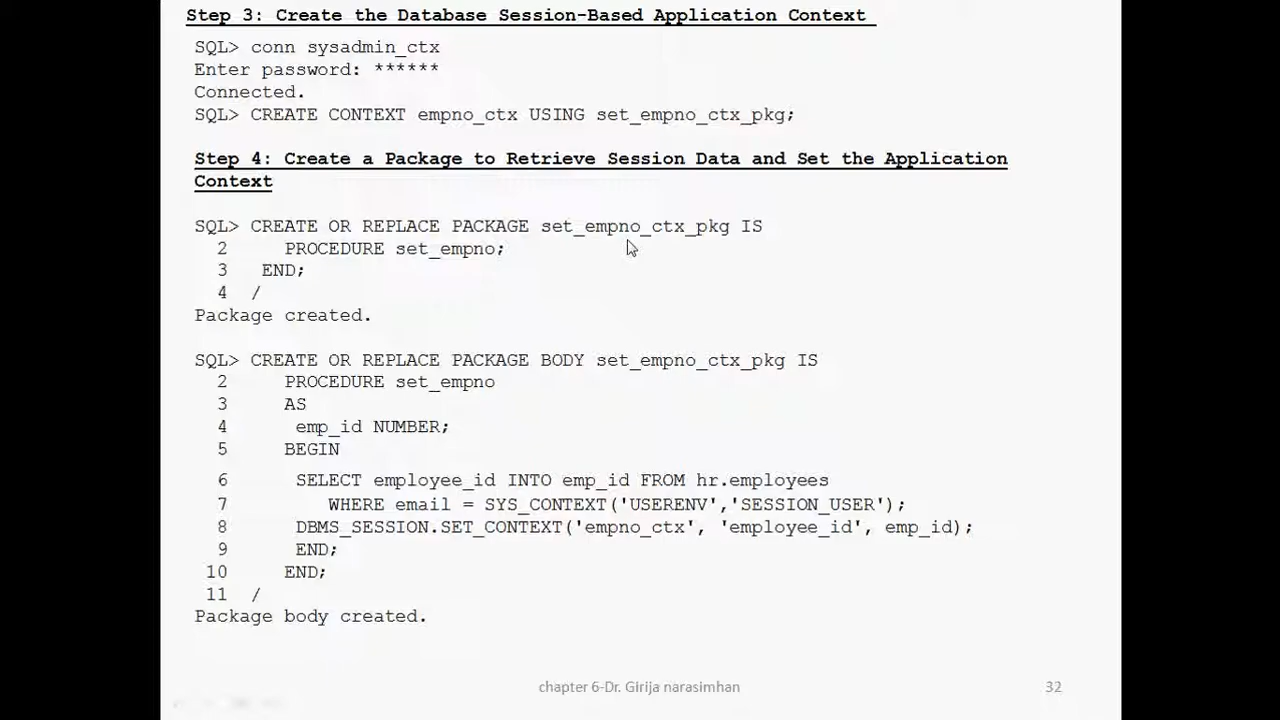 Step 3: Create the Database Session-Based Application Context
SQL> conn sysadmin_ctx
Enter password: ******
Connected.
SQL> CREATE CONTEXT empno_ctx USING set_empno_ctx_pkg;
Step 4: Create a Package to Retrieve Session Data and Set the Application
Context
SQL> CREATE OR REPLACE PACKAGE set_empno_ctx_pkg IS
2 PROCEDURE set_empno;
3 END;
4 /
Package created.
SQL> CREATE OR REPLACE PACKAGE BODY set_empno_ctx_pkg IS
2 PROCEDURE set_empno
3 AS
4 emp_id NUMBER;
5 BEGIN
6 SELECT employee_id INTO emp_id FROM hr.employees
7 WHERE email = SYS_CONTEXT('USERENV','SESSION_USER');
8 DBMS_SESSION.SET_CONTEXT('empno_ctx', 'employee_id', emp_id);
9 END;
10 END;
11 /
Package body created.
chapter 6-Dr. Girija narasimhan 32